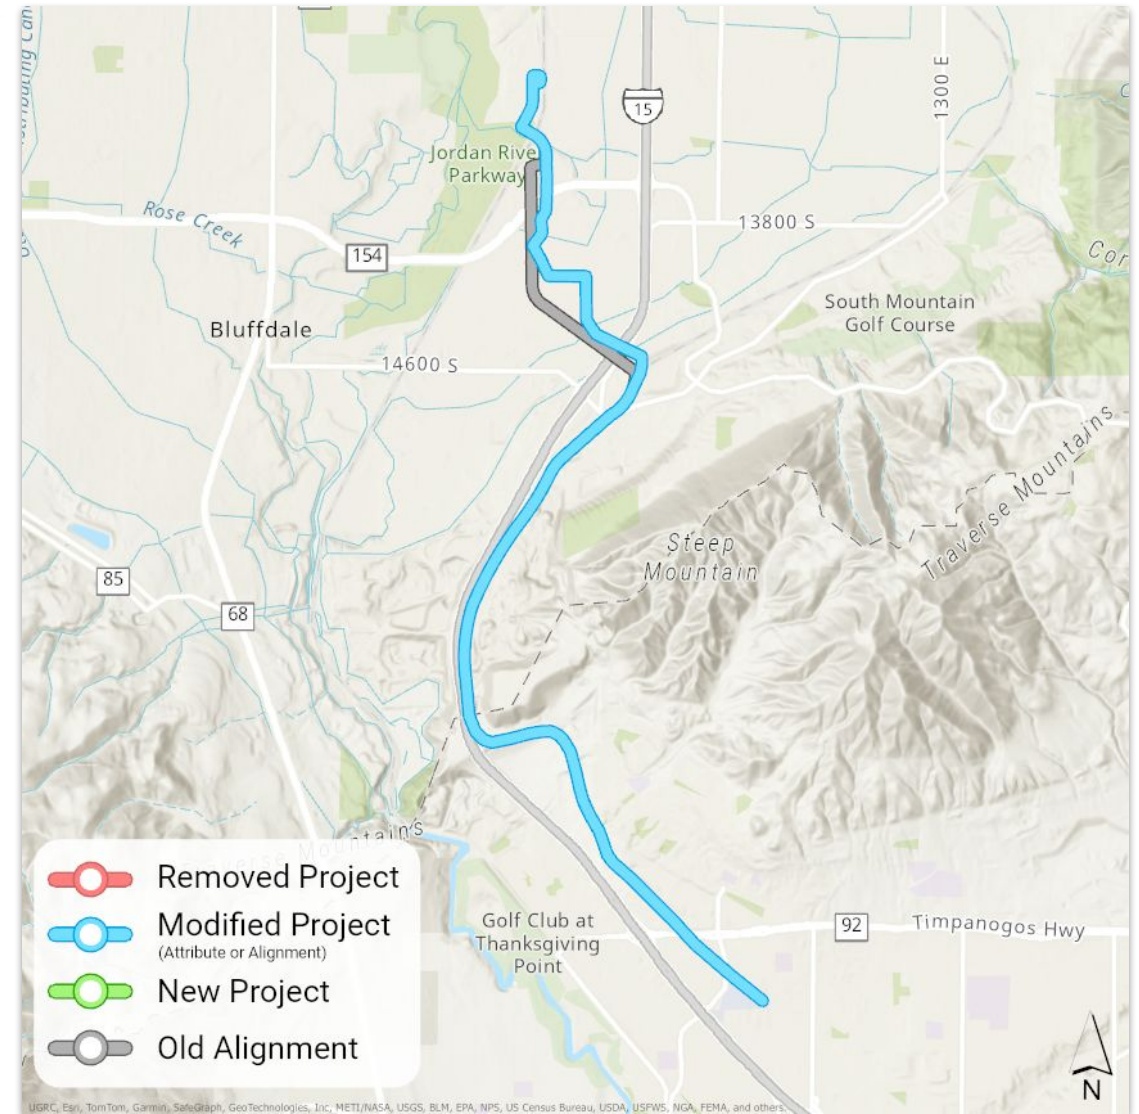 1300 E
15
Jordan Rive
Parkway
Rose Creek
13800 S
154
South Mountain
Golf Course
Bluffdale
14600 S
Traverse Mountains
Steep
Mountain
85
68
Mountains
Removed Project
Modified Project
(Attribute or Alignment)
New Project
Old Alignment
Golf Club at
Thanksgiving
Point
92
Timpanogos Hwy
N
UGRC, Esri, TomTom, Garmin, SafeGraph, GeoTechnologies, Inc, METI/NASA, USGS, BLM, EPA, NPS, US Census Bureau, USDA, USFWS, NGA, FEMA, and others.